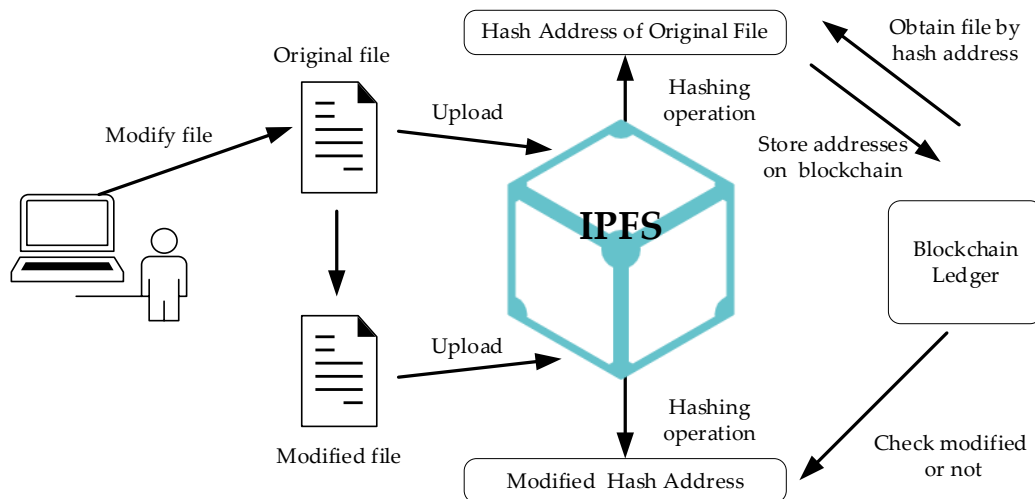 Hash Address of Original File
Obtain file by
hash address
Original file
Hashing
operation
Upload
Modify file
Store addresses
on blockchain
IPFS
Blockchain
Ledger
Upload
Hashing
operation
Check modified
or not
Modified file
Modified Hash Address